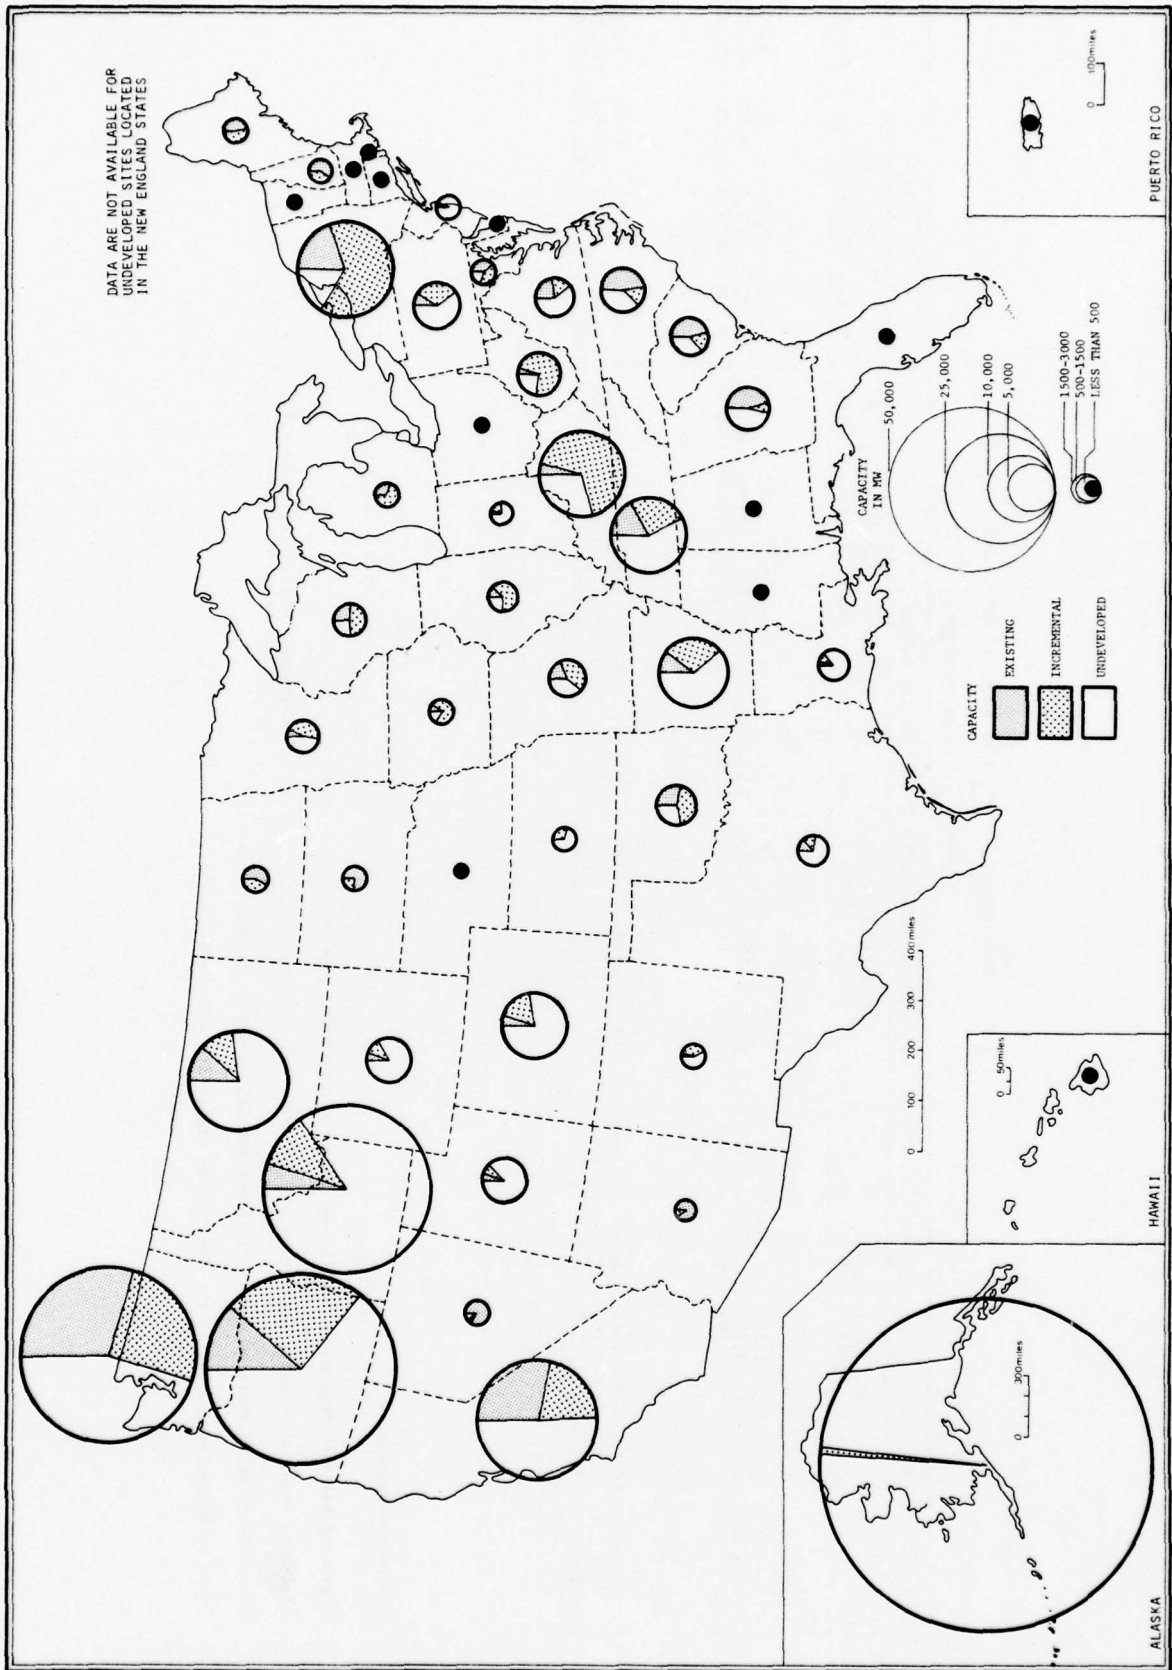 DATA ARE NOT AVAILABLE FOR
UNDEVELOPED SITES LOCATED
IN THE NEW ENGLAND STATES
CAPACITY
IN MW
50,000
25,000
10,000
5,000
1500-3000
500-1500
LESS THAN 500
CAPACITY
EXISTING
INCREMENTAL
UNDEVELOPED
0 100 200 300 400miles
0 300miles
ALASKA
0 50miles
HAWAII
0 100miles
PUERTO RICO